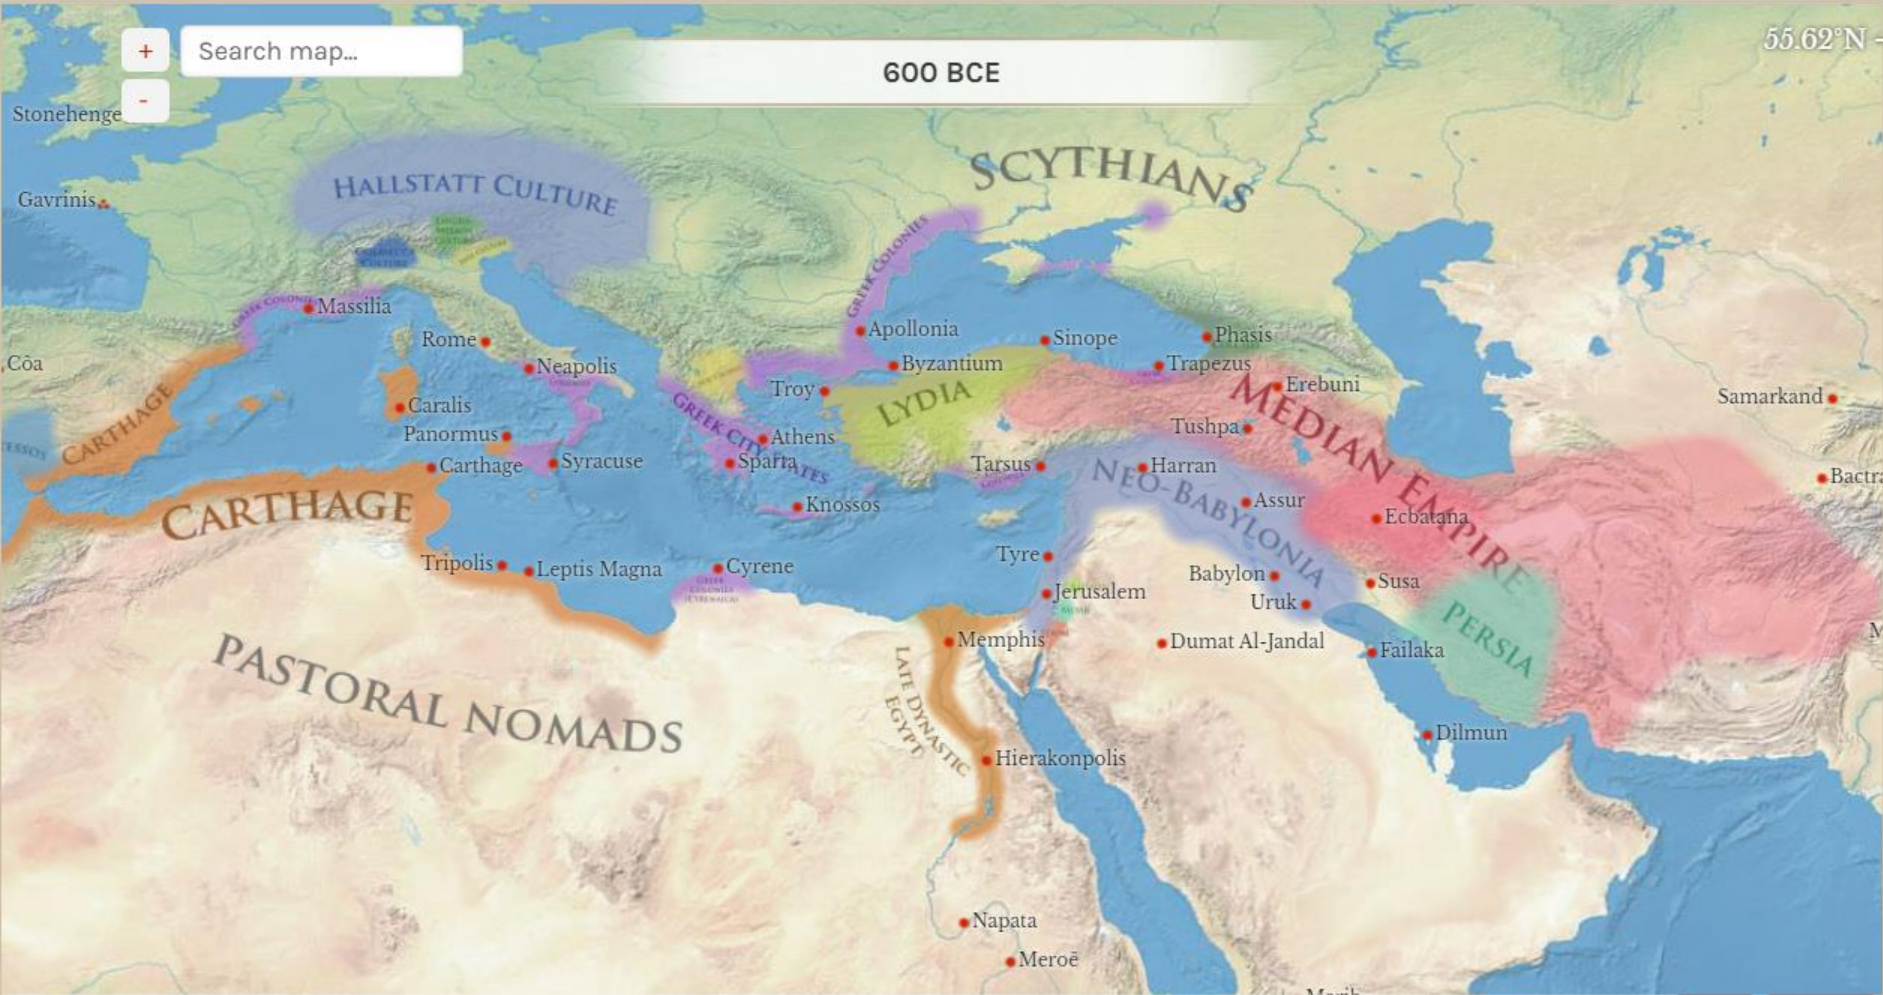 +
Search map...
600 BCE
55.62°N -
-
Stonehenge
SCYTHIANS
HALLSTATT CULTURE
Gavrinis
GREEK COLONIES
Massilia
Rome
Apollonia
Sinope
Phasis
Côa
Neapolis
Byzantium
Trapezus
Troy
LYDIA
Erebuni
MEDIAN EMPIRE
Samarkand
CARTHAGE
Caralis
GREEK CITY-STATES
Tushpa
Panormus
Athens
Carthage
Syracuse
Sparta
Tarsus
Harran
NEO-BABYLONIA
Bactra
CARTHAGE
Knossos
Assur
Ecbatana
Tripolis
Leptis Magna
Cyrene
GREEK
COLONIES
(CYRENAICA)
Tyre
Babylon
Susa
Jerusalem
Uruk
PERSIA
PASTORAL NOMADS
Memphis
Dumat Al-Jandal
Failaka
LATE DYNASTIC
EGYPT
Hierakonpolis
Dilmun
Napata
Meroë